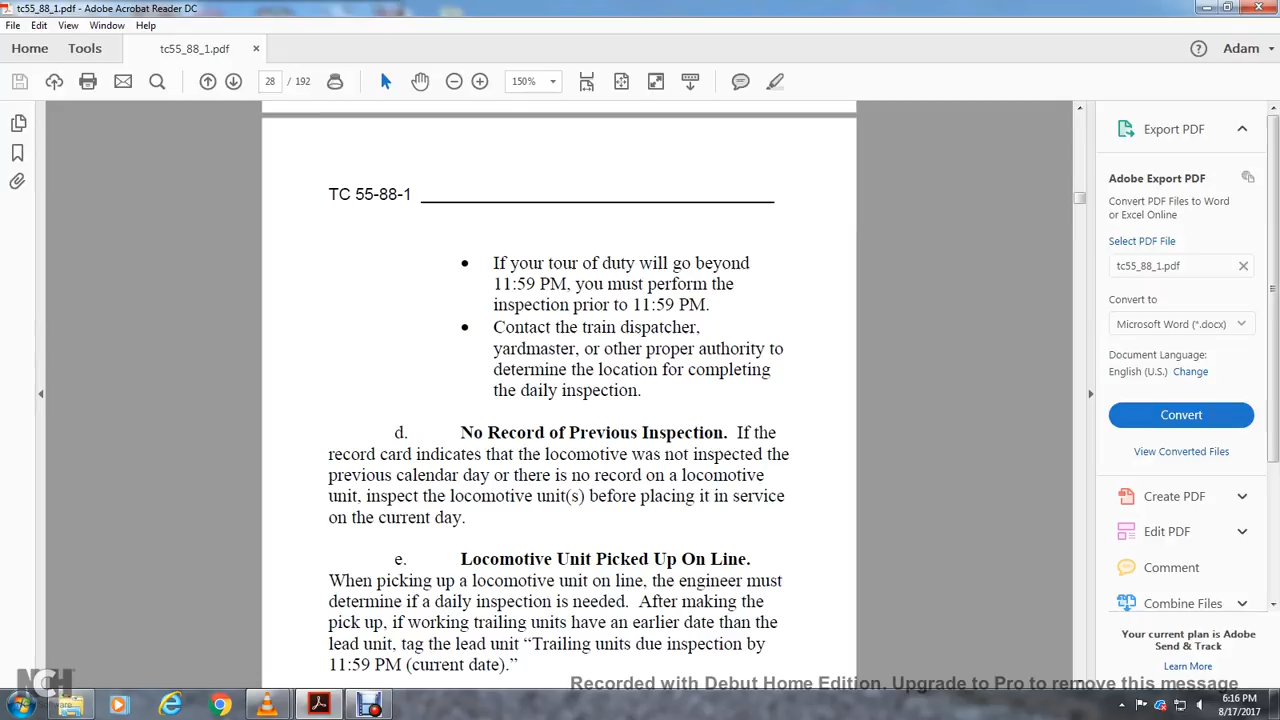 tc55_88_1.pdf - Adobe Acrobat Reader DC
File Edit View Window Help
Home Tools tc55_88_1.pdf × Adam
28 / 192 150%
TC 55-88-1
• If your tour of duty will go beyond
11:59 PM, you must perform the
inspection prior to 11:59 PM.
• Contact the train dispatcher,
yardmaster, or other proper authority to
determine the location for completing
the daily inspection.
d. No Record of Previous Inspection. If the
record card indicates that the locomotive was not inspected the
previous calendar day or there is no record on a locomotive
unit, inspect the locomotive unit(s) before placing it in service
on the current day.
e. Locomotive Unit Picked Up On Line.
When picking up a locomotive unit on line, the engineer must
determine if a daily inspection is needed. After making the
pick up, if working trailing units have an earlier date than the
lead unit, tag the lead unit “Trailing units due inspection by
11:59 PM (current date).”
Export PDF
Adobe Export PDF
Convert PDF Files to Word
or Excel Online
Select PDF File
tc55_88_1.pdf
Convert to
Microsoft Word (*.docx)
Document Language:
English (U.S.) Change
Convert
View Converted Files
Create PDF
Edit PDF
Comment
Combine Files
Your current plan is Adobe
Send & Track
Learn More
NCH
Software
Recorded with Debut Home Edition. Upgrade to Pro to remove this message
6:16 PM
8/17/2017